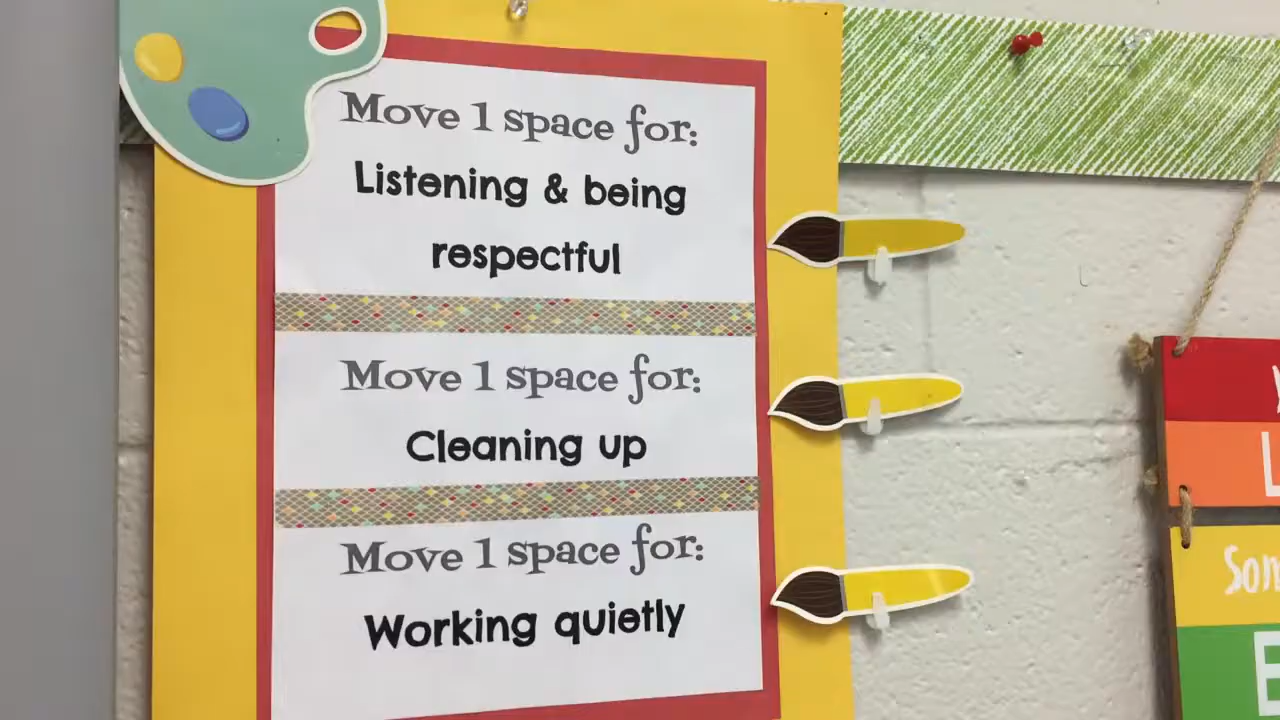 Move 1 space for:
Listening & being
respectful
Move 1 space for:
Cleaning up
Move 1 space for:
Working quietly